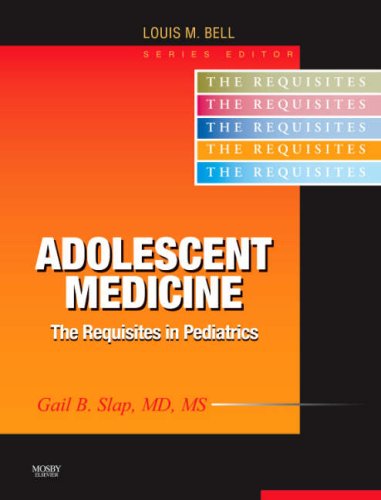 LOUIS M. BELL
SERIES EDITOR
THE REQUISITES
THE REQUISITES
THE REQUISITES
THE REQUISITES
THE REQUISITES
ADOLESCENT
MEDICINE
The Requisites in Pediatrics
Gail B. Slap, MD, MS
MOSBY
ELSEVIER